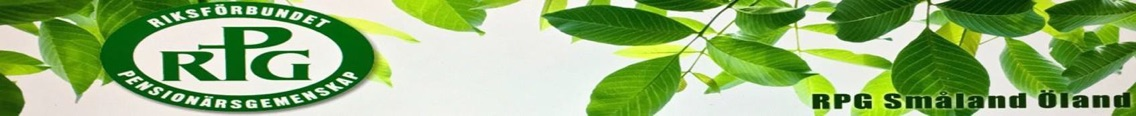 RIKSFÖRBUNDET
RPG
PENSIONÄRSGEMENSKAP
RPG Småland Öland